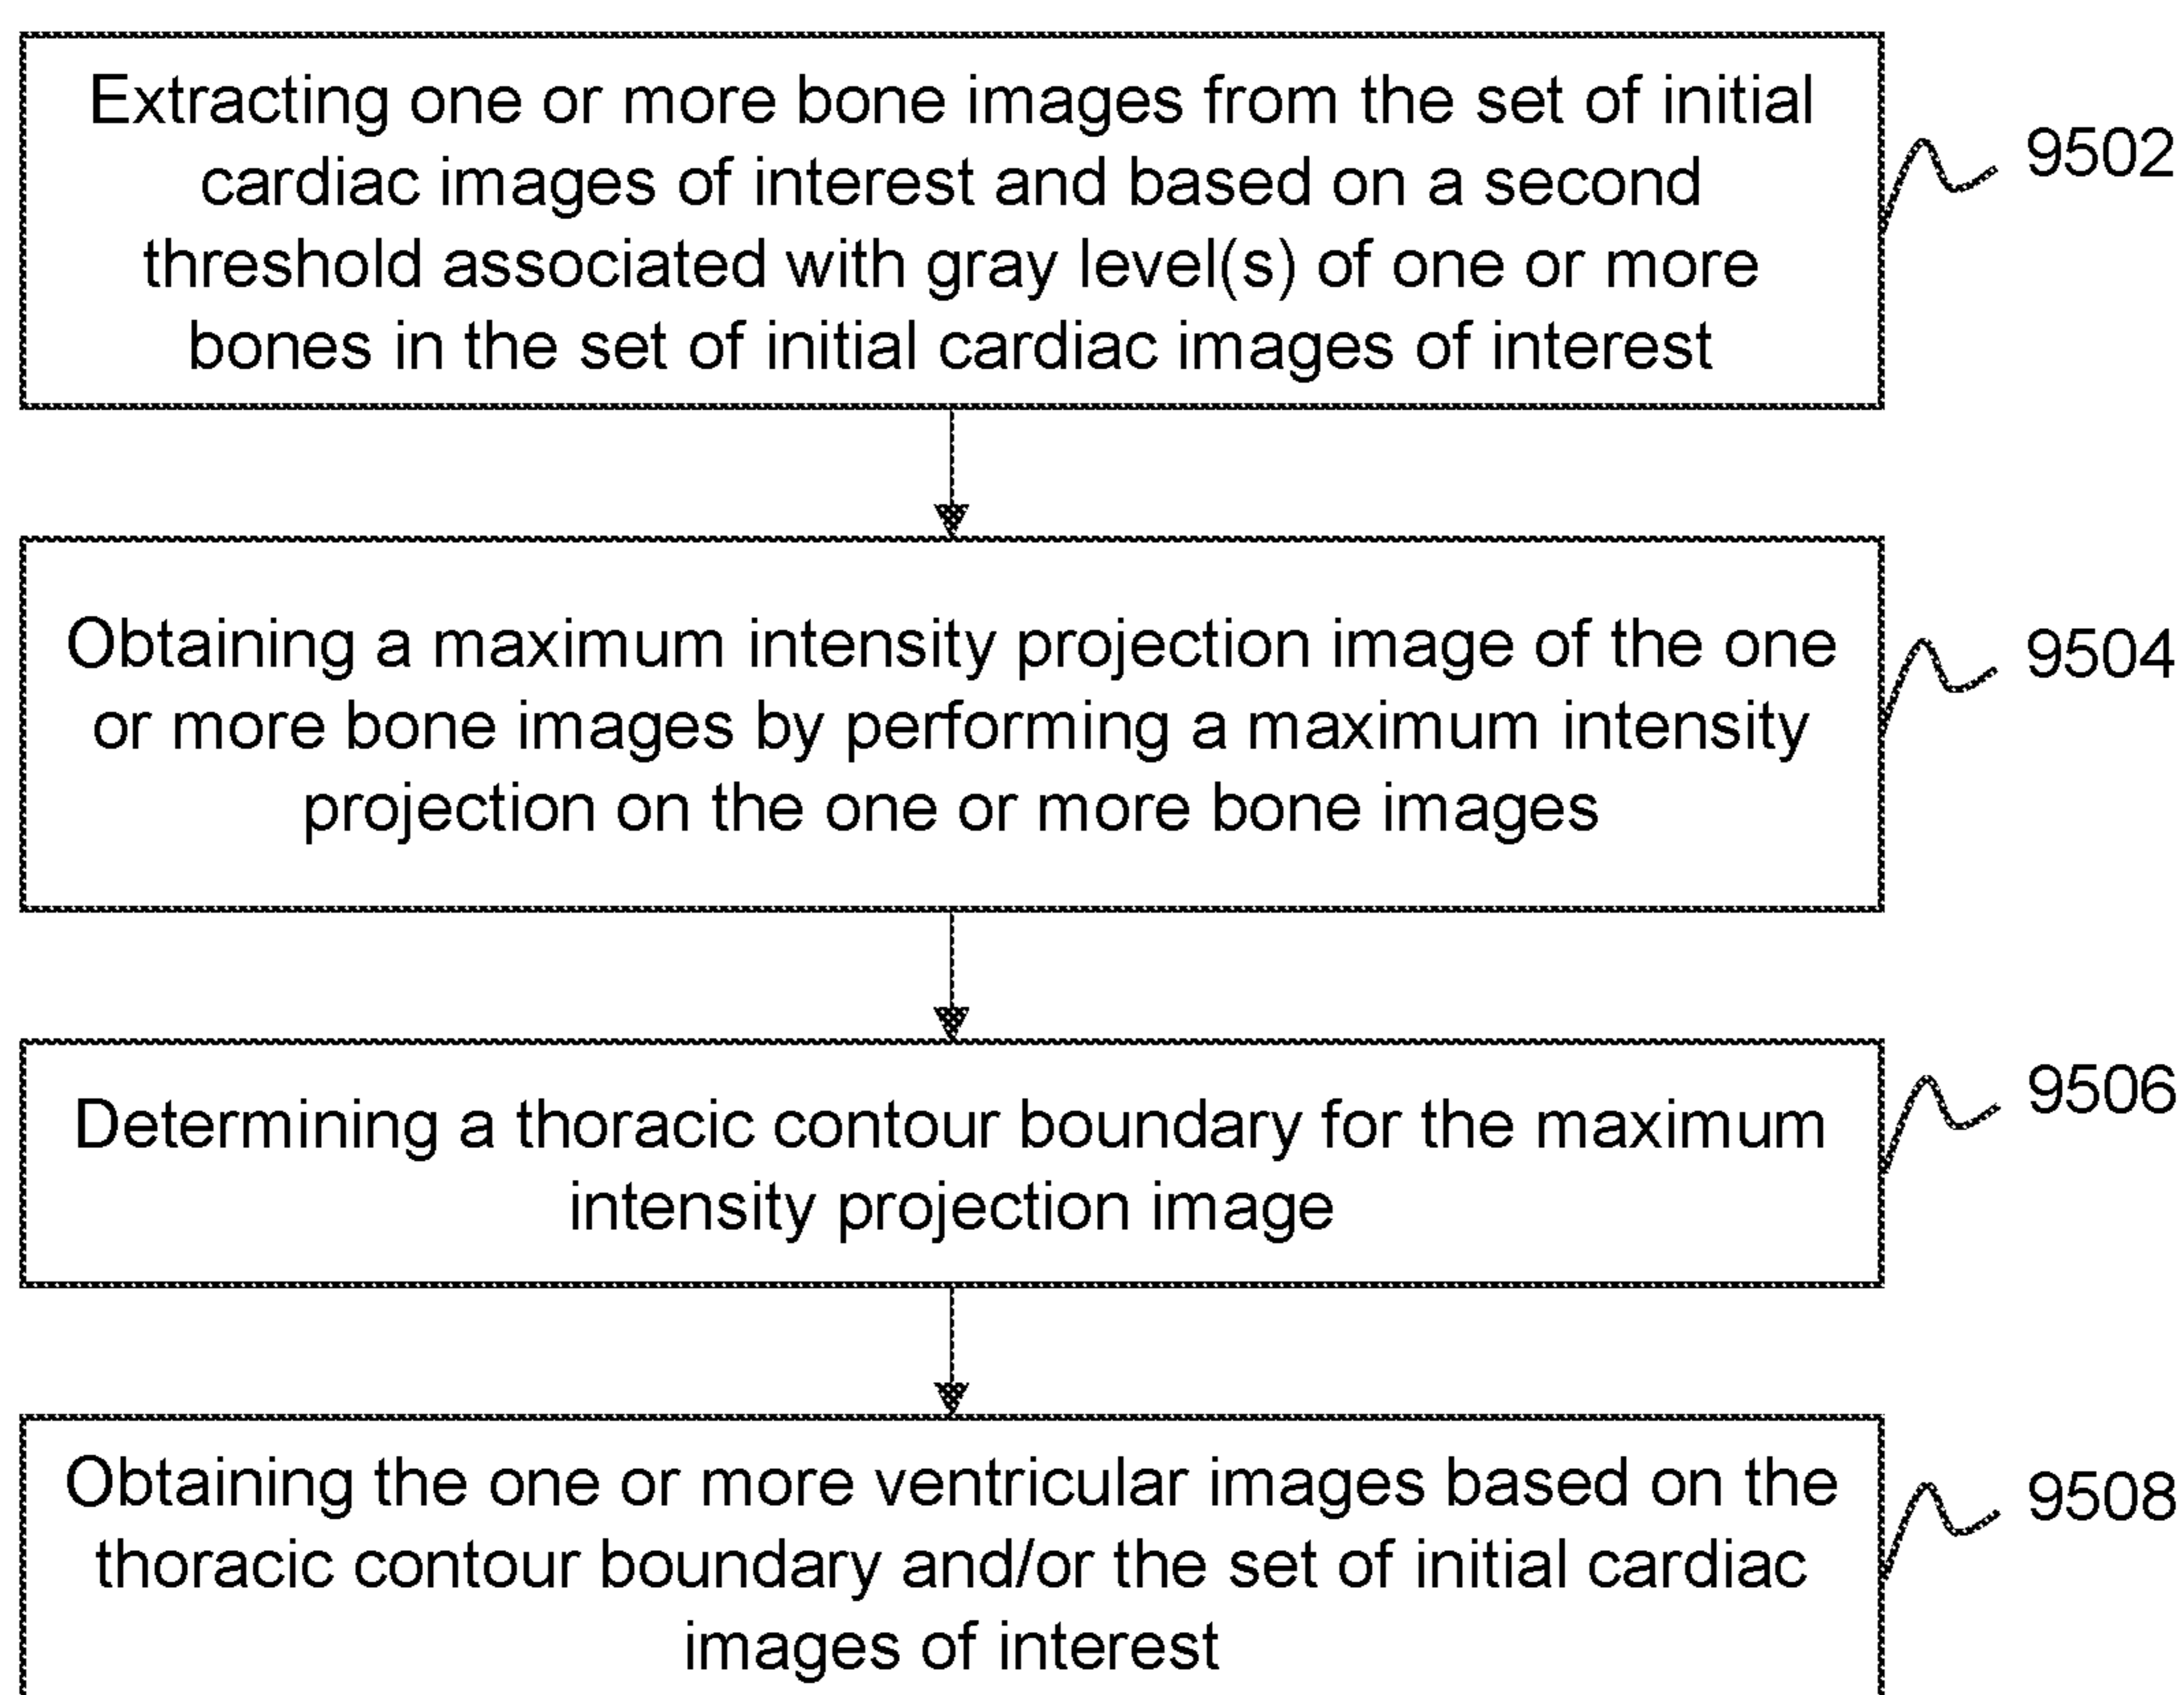 Extracting one or more bone images from the set of initial
cardiac images of interest and based on a second
threshold associated with gray level(s) of one or more
bones in the set of initial cardiac images of interest
9502
Obtaining a maximum intensity projection image of the one
or more bone images by performing a maximum intensity
projection on the one or more bone images
9504
Determining a thoracic contour boundary for the maximum
intensity projection image
9506
Obtaining the one or more ventricular images based on the
thoracic contour boundary and/or the set of initial cardiac
images of interest
9508